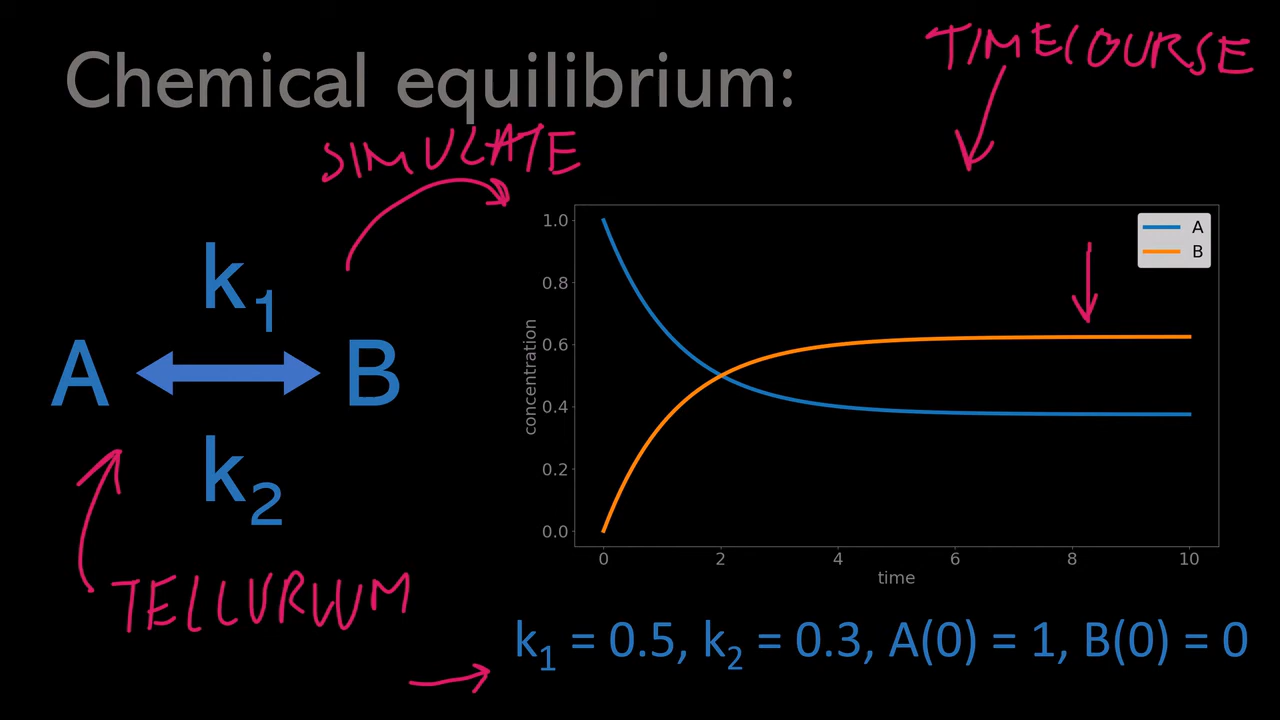 Chemical equilibrium:
TIMECOURSE
SIMULATE
k1
A B
k2
TELLURIUM
A
B
1.0
0.8
0.6
0.4
0.2
0.0
concentration
0 2 4 6 8 10
time
k1 = 0.5, k2 = 0.3, A(0) = 1, B(0) = 0